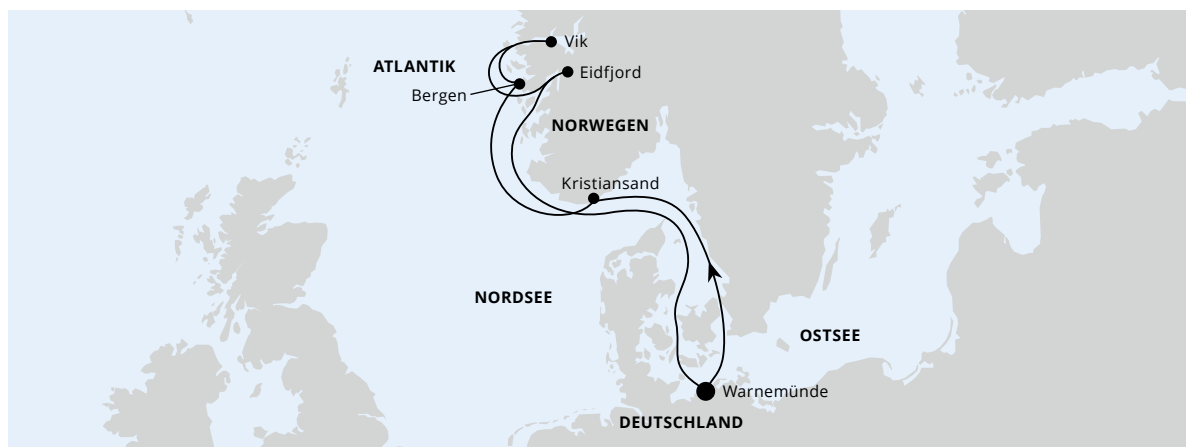 Vik
ATLANTIK
Eidfjord
Bergen
NORWEGEN
Kristiansand
NORDSEE
OSTSEE
Warnemünde
DEUTSCHLAND